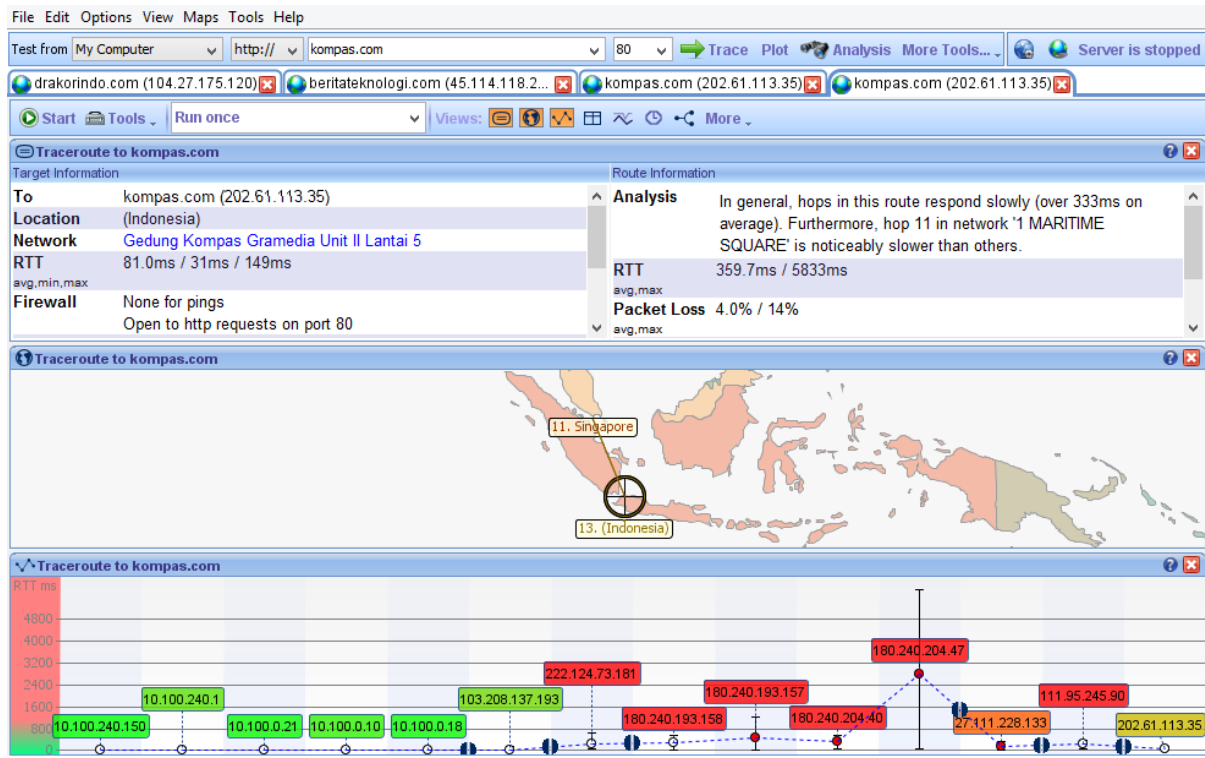 File Edit Options View Maps Tools Help
Test from My Computer http:// kompas.com 80 Trace Plot Analysis More Tools... Server is stopped
drakorindo.com (104.27.175.120) beritateknologi.com (45.114.118.2... kompas.com (202.61.113.35) kompas.com (202.61.113.35)
Start Tools Run once Views: More
Traceroute to kompas.com
Target Information
To kompas.com (202.61.113.35)
Location (Indonesia)
Network Gedung Kompas Gramedia Unit II Lantai 5
RTT 81.0ms / 31ms / 149ms
avg,min,max
Firewall None for pings
Open to http requests on port 80
Route Information
Analysis In general, hops in this route respond slowly (over 333ms on
average). Furthermore, hop 11 in network '1 MARITIME
SQUARE' is noticeably slower than others.
RTT 359.7ms / 5833ms
avg,max
Packet Loss 4.0% / 14%
avg,max
Traceroute to kompas.com
11. Singapore
13. (Indonesia)
Traceroute to kompas.com
RTT ms
4800
4000
3200
2400
1600
800
0
10.100.240.150
10.100.240.1
10.100.0.21
10.100.0.10
10.100.0.18
103.208.137.193
222.124.73.181
180.240.193.158
180.240.193.157
180.240.204.40
180.240.204.47
27.111.228.133
111.95.245.90
202.61.113.35